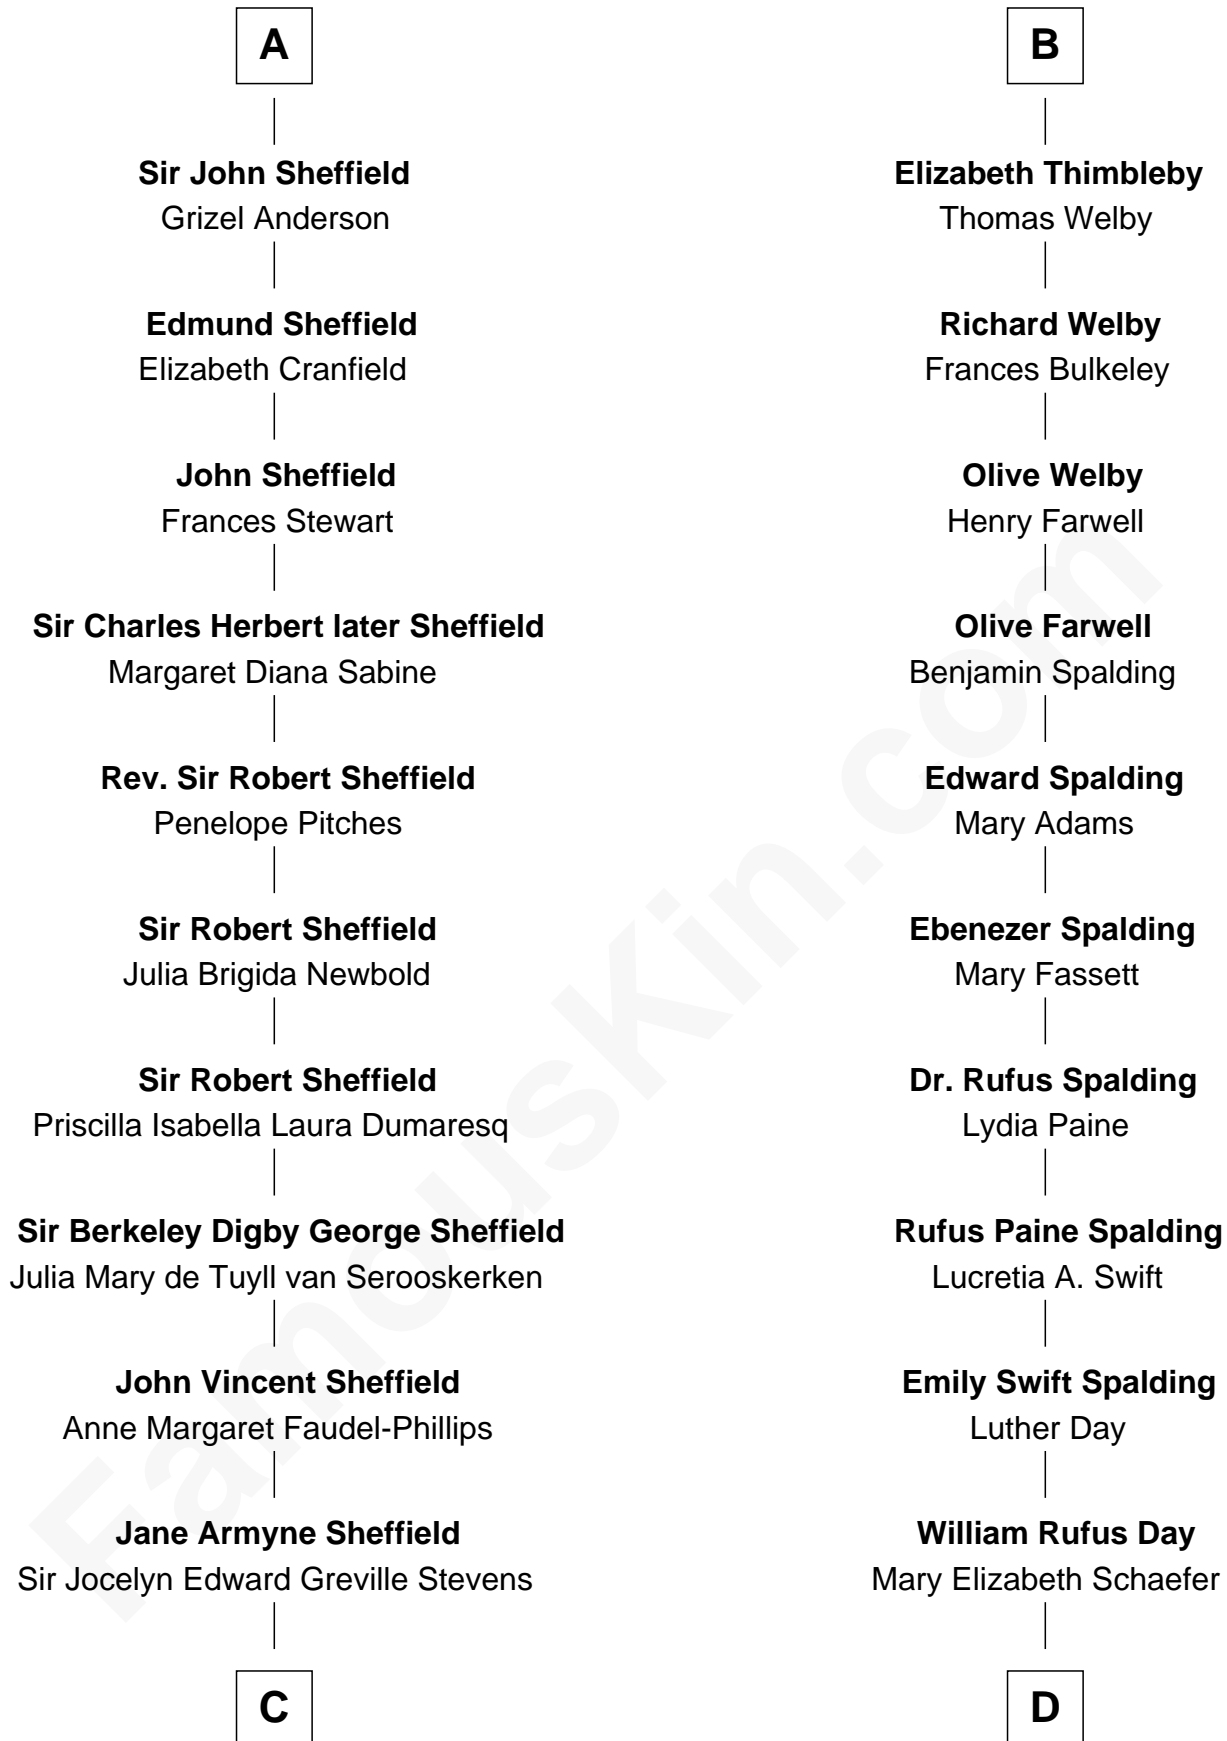 A
Sir John Sheffield
Grizel Anderson
Edmund Sheffield
Elizabeth Cranfield
John Sheffield
Frances Stewart
Sir Charles Herbert later Sheffield
Margaret Diana Sabine
Rev. Sir Robert Sheffield
Penelope Pitches
Sir Robert Sheffield
Julia Brigida Newbold
Sir Robert Sheffield
Priscilla Isabella Laura Dumaresq
Sir Berkeley Digby George Sheffield
Julia Mary de Tuyll van Serooskerken
John Vincent Sheffield
Anne Margaret Faudel-Phillips
Jane Armyne Sheffield
Sir Jocelyn Edward Greville Stevens
C
B
Elizabeth Thimbleby
Thomas Welby
Richard Welby
Frances Bulkeley
Olive Welby
Henry Farwell
Olive Farwell
Benjamin Spalding
Edward Spalding
Mary Adams
Ebenezer Spalding
Mary Fassett
Dr. Rufus Spalding
Lydia Paine
Rufus Paine Spalding
Lucretia A. Swift
Emily Swift Spalding
Luther Day
William Rufus Day
Mary Elizabeth Schaefer
D
FamousKin.com